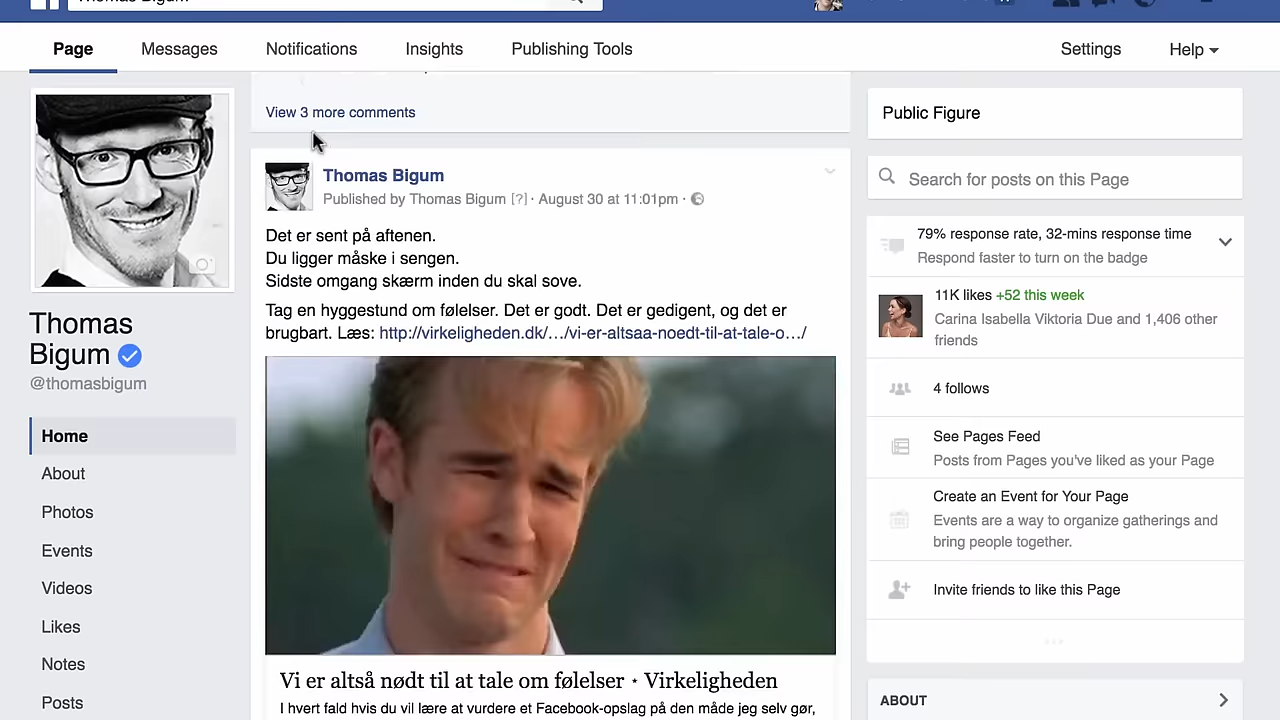 Thomas Bigum
Page Messages Notifications Insights Publishing Tools Settings Help
View 3 more comments
Thomas Bigum
Published by Thomas Bigum [?] · August 30 at 11:01pm ·
Det er sent på aftenen.
Du ligger måske i sengen.
Sidste omgang skærm inden du skal sove.
Tag en hyggestund om følelser. Det er godt. Det er gedigent, og det er
brugbart. Læs: http://virkeligheden.dk/…/vi-er-altsaa-noedt-til-at-tale-o…/
Vi er altså nødt til at tale om følelser ⋆ Virkeligheden
I hvert fald hvis du vil lære at vurdere et Facebook-opslag på den måde jeg selv gør,
Thomas
Bigum
@thomasbigum
Home
About
Photos
Events
Videos
Likes
Notes
Posts
Public Figure
Search for posts on this Page
79% response rate, 32-mins response time
Respond faster to turn on the badge
11K likes +52 this week
Carina Isabella Viktoria Due and 1,406 other
friends
4 follows
See Pages Feed
Posts from Pages you've liked as your Page
Create an Event for Your Page
Events are a way to organize gatherings and
bring people together.
Invite friends to like this Page
ABOUT